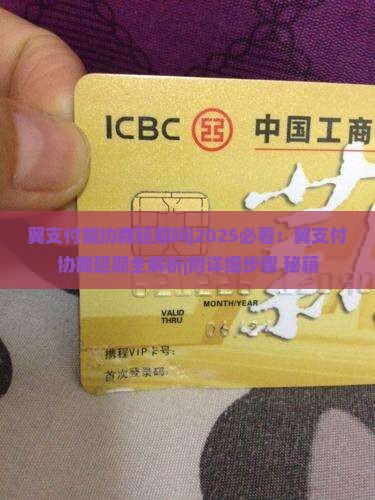 ICBC 中国工商
翼支付能协商延期吗|2025必看：翼支付
协商延期全解析|附详细步骤 秘籍
MONTH/YEAR
VALID
THRU
携程VIP卡号：
首次登录码：